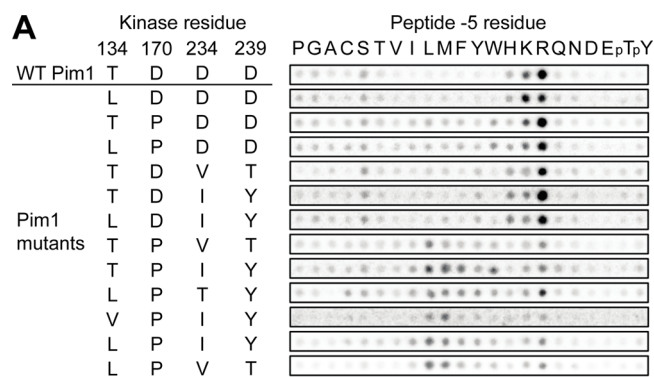 A
Kinase residue Peptide -5 residue
134 170 234 239 P G A C S T V I L M F Y W H K R Q N D E pT pY
WT Pim1 T D D D
L D D D
T P D D
L P D D
T D V T
T D I Y
L D I Y
Pim1 mutants
T P V T
T P I Y
L P T Y
V P I Y
L P I Y
L P V T